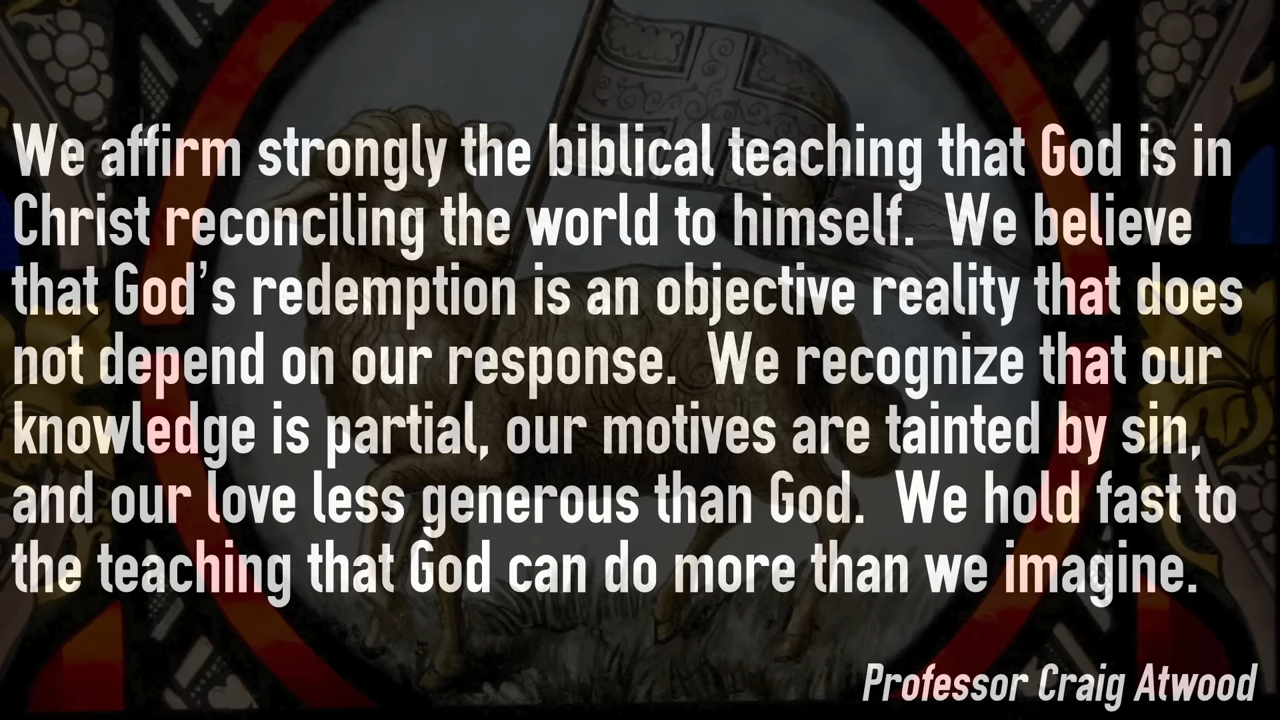 We affirm strongly the biblical teaching that God is in
Christ reconciling the world to himself.  We believe
that God’s redemption is an objective reality that does
not depend on our response.  We recognize that our
knowledge is partial, our motives are tainted by sin,
and our love less generous than God.  We hold fast to
the teaching that God can do more than we imagine.
Professor Craig Atwood